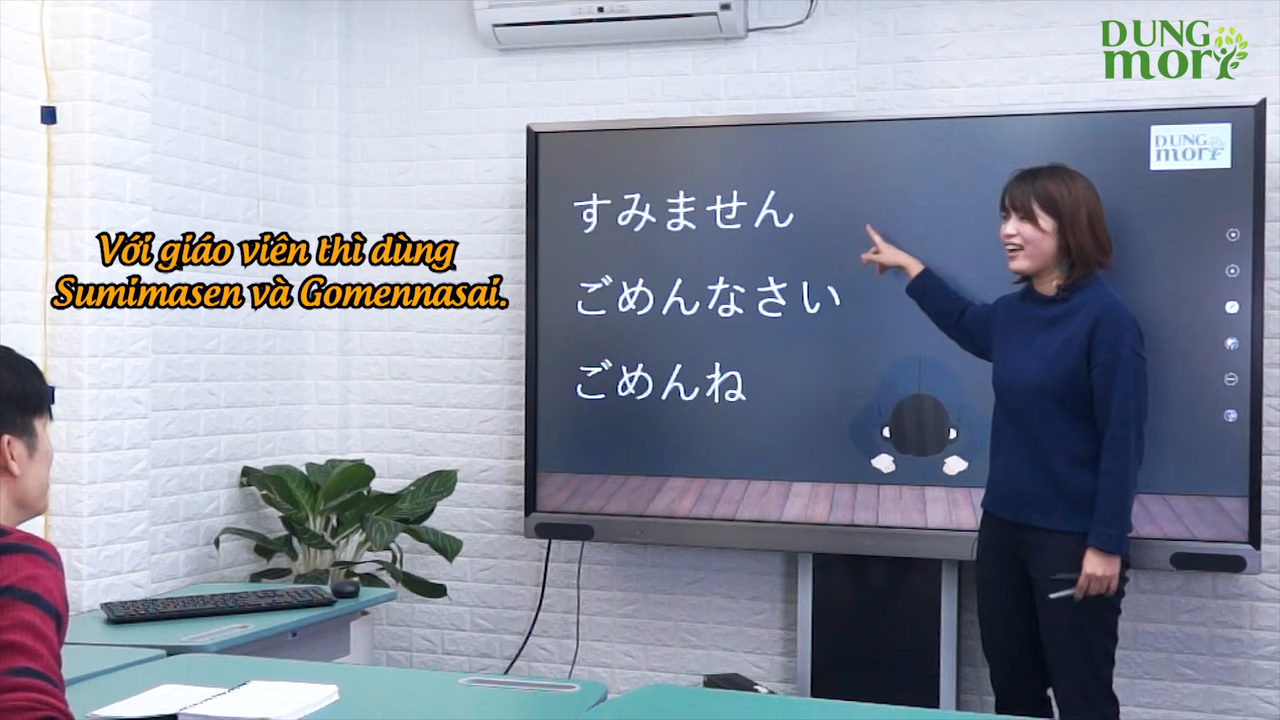 DUNG
mori
DUNG
mori
すみません
ごめんなさい
ごめんね
Với giáo viên thì dùng
Sumimasen và Gomennasai.